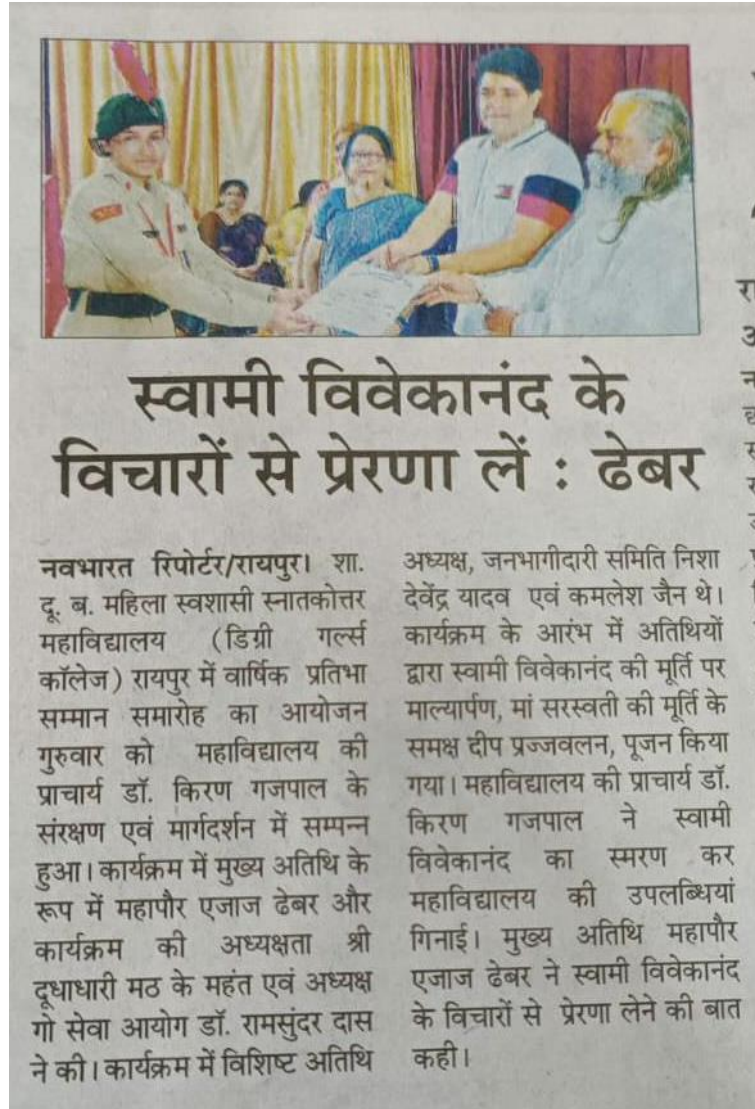 स्वामी विवेकानंद के
विचारों से प्रेरणा लें : ढेबर
नवभारत रिपोर्टर/रायपुर। शा.
दू. ब. महिला स्वशासी स्नातकोत्तर
महाविद्यालय (डिग्री गर्ल्स
कॉलेज) रायपुर में वार्षिक प्रतिभा
सम्मान समारोह का आयोजन
गुरुवार को महाविद्यालय की
प्राचार्य डॉ. किरण गजपाल के
संरक्षण एवं मार्गदर्शन में सम्पन्न
हुआ। कार्यक्रम में मुख्य अतिथि के
रूप में महापौर एजाज ढेबर और
कार्यक्रम की अध्यक्षता श्री
दूधाधारी मठ के महंत एवं अध्यक्ष
गो सेवा आयोग डॉ. रामसुंदर दास
ने की। कार्यक्रम में विशिष्ट अतिथि
अध्यक्ष, जनभागीदारी समिति निशा
देवेंद्र यादव एवं कमलेश जैन थे।
कार्यक्रम के आरंभ में अतिथियों
द्वारा स्वामी विवेकानंद की मूर्ति पर
माल्यार्पण, मां सरस्वती की मूर्ति के
समक्ष दीप प्रज्जवलन, पूजन किया
गया। महाविद्यालय की प्राचार्य डॉ.
किरण गजपाल ने स्वामी
विवेकानंद का स्मरण कर
महाविद्यालय की उपलब्धियां
गिनाई। मुख्य अतिथि महापौर
एजाज ढेबर ने स्वामी विवेकानंद
के विचारों से प्रेरणा लेने की बात
कही।